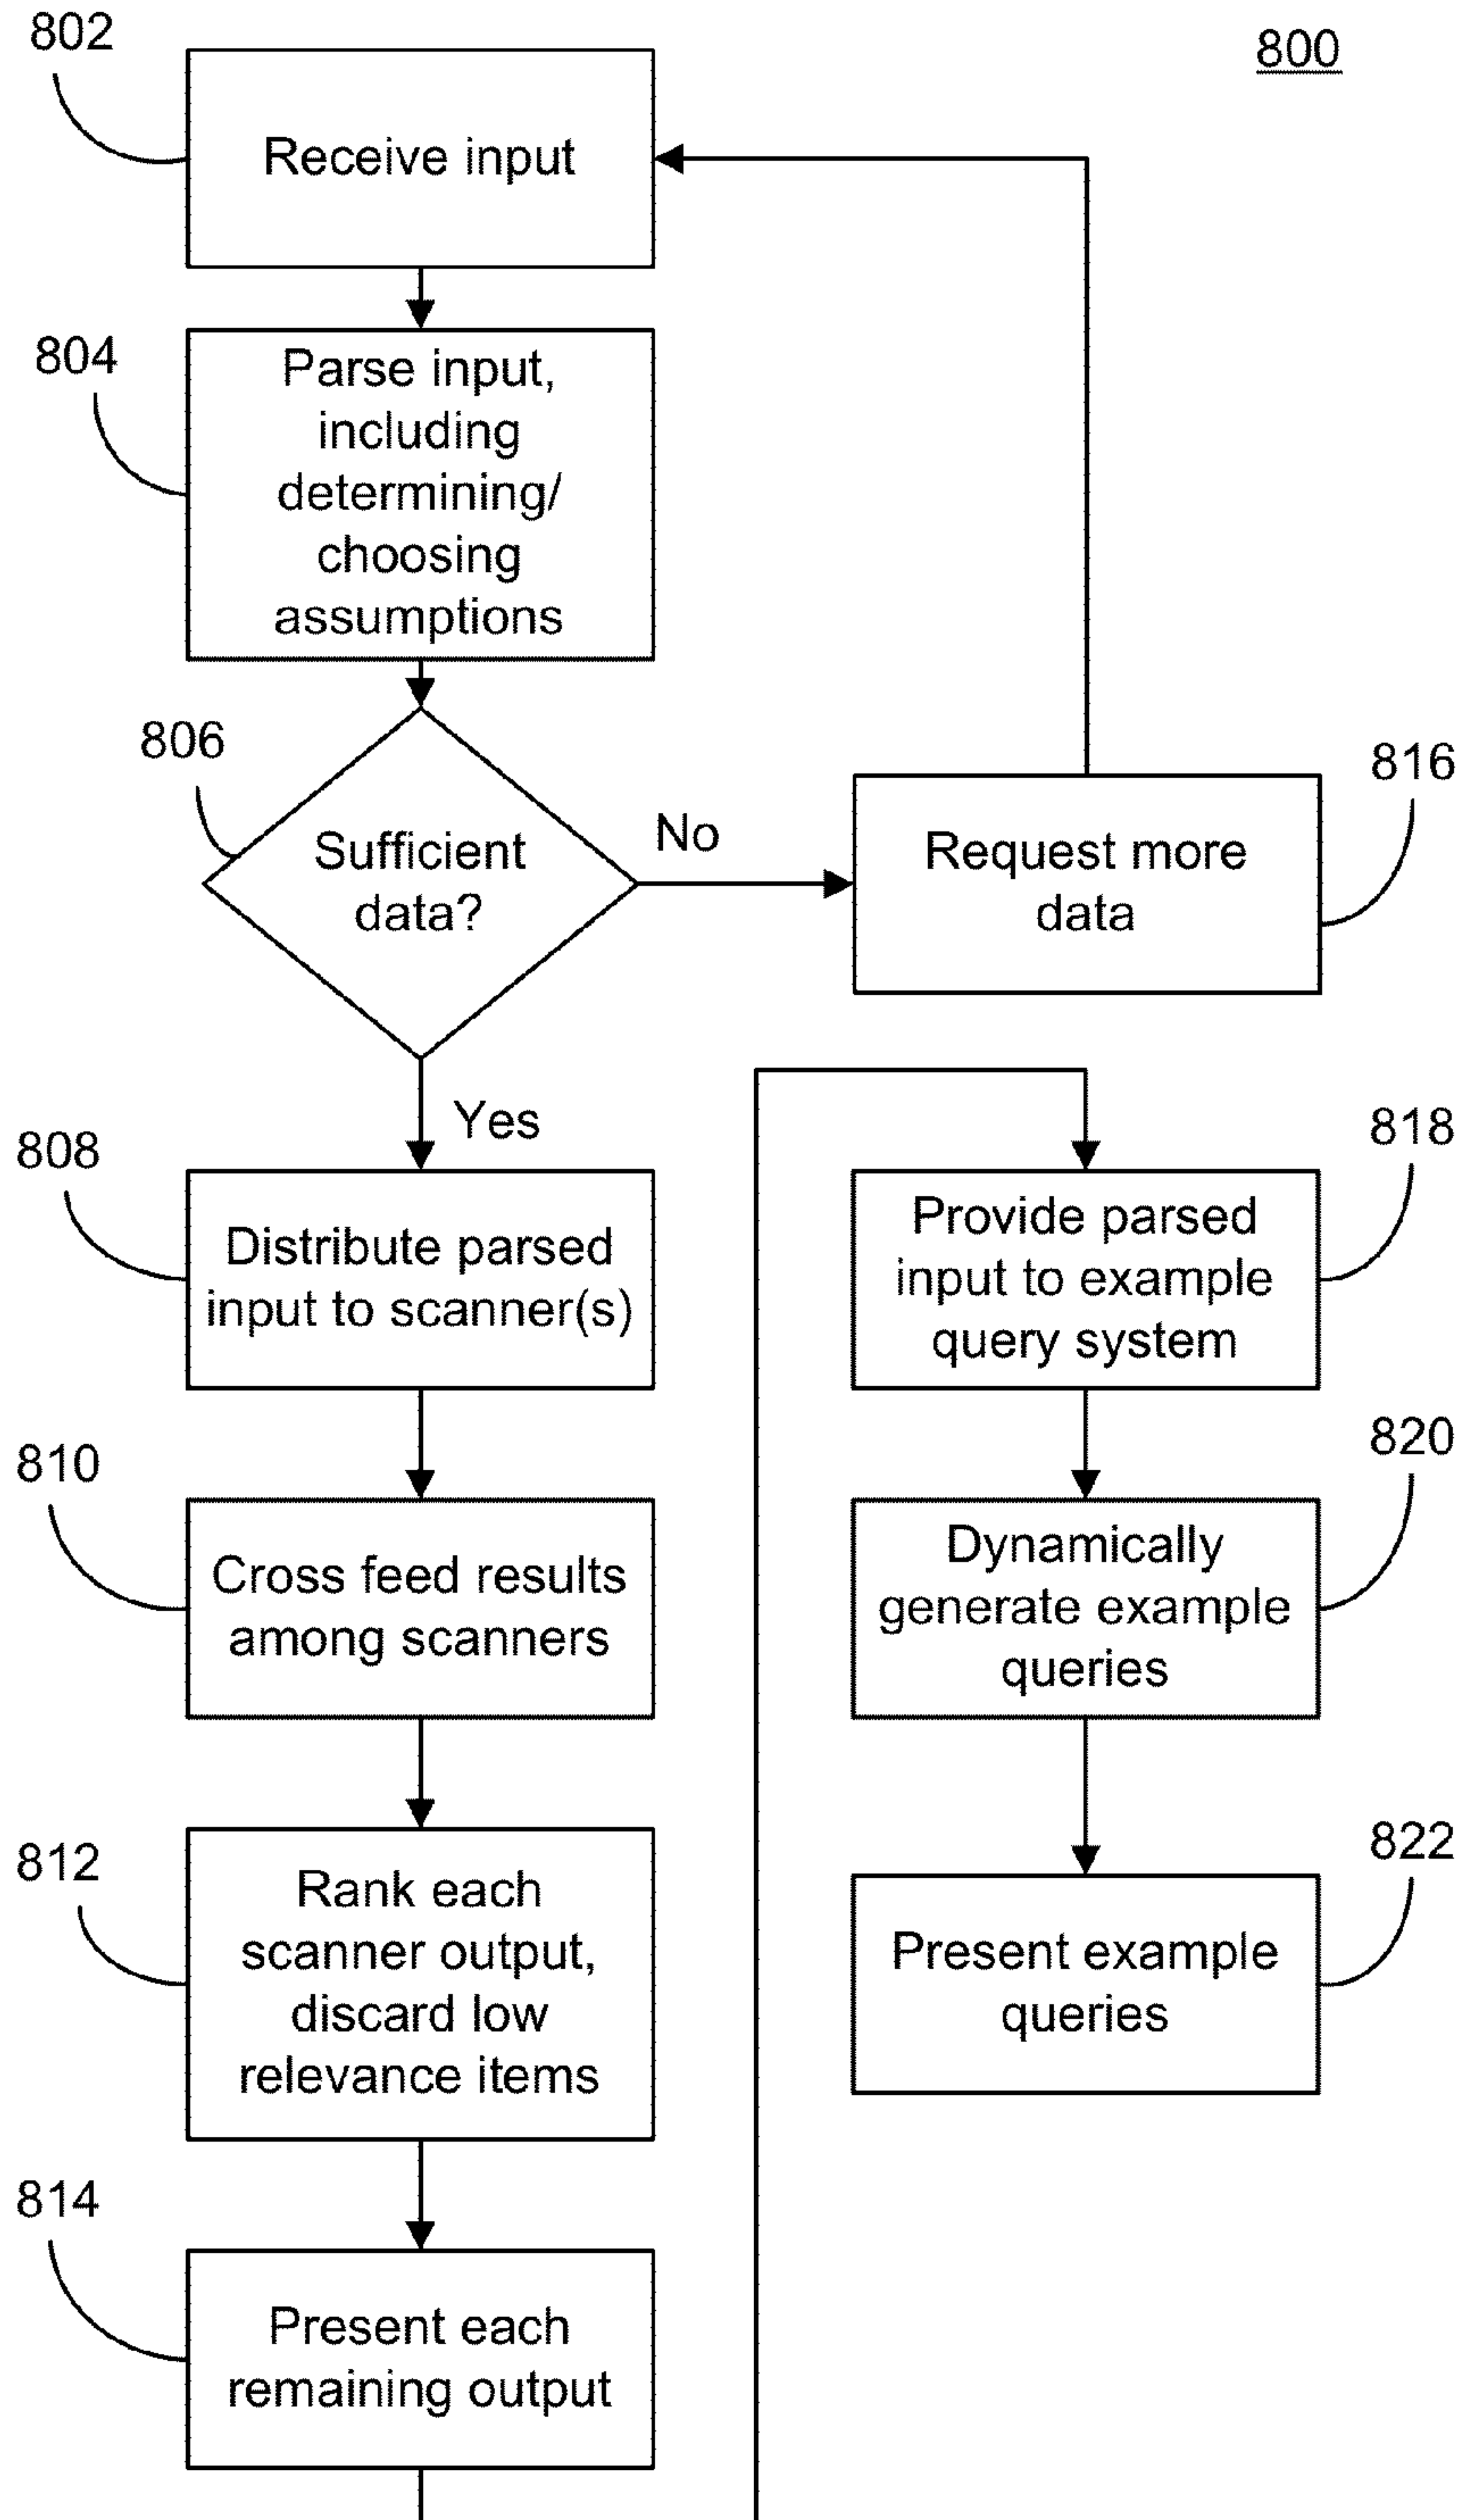 802
800
Receive input
804
Parse input,
including
determining/
choosing
assumptions
806
Sufficient
data?
No
816
Request more
data
Yes
808
Distribute parsed
input to scanner(s)
810
Cross feed results
among scanners
812
Rank each
scanner output,
discard low
relevance items
814
Present each
remaining output
818
Provide parsed
input to example
query system
820
Dynamically
generate example
queries
822
Present example
queries